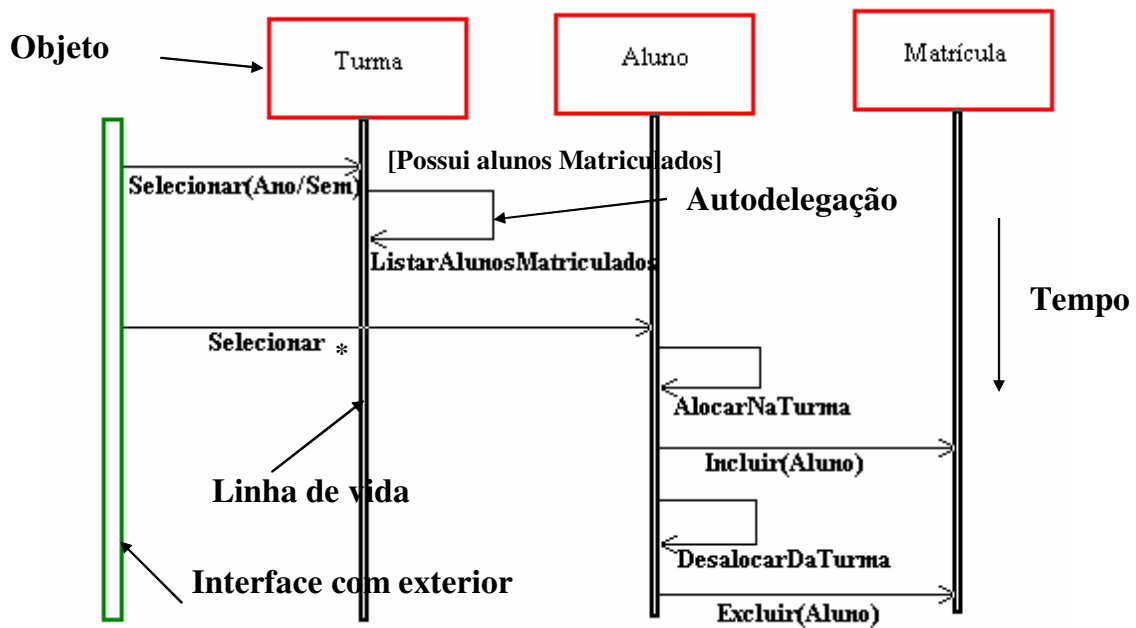 Objeto
Turma
Aluno
Matrícula
[Possui alunos Matriculados]
Selecionar(Ano/Sem)
Autodelegação
ListarAlunosMatriculados
Tempo
Selecionar *
AlocarNaTurma
Incluir(Aluno)
Linha de vida
DesalocarDaTurma
Interface com exterior
Excluir(Aluno)